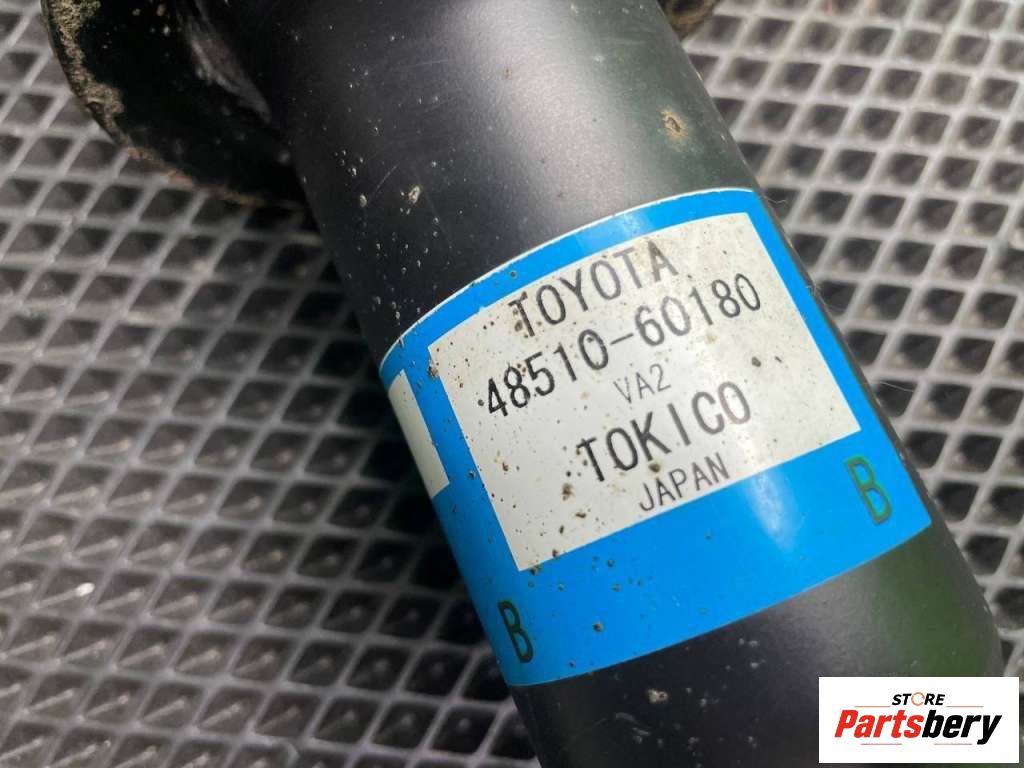 TOYOTA
48510-60180
VA2
TOKICO
JAPAN
B
B
STORE
Partsbery